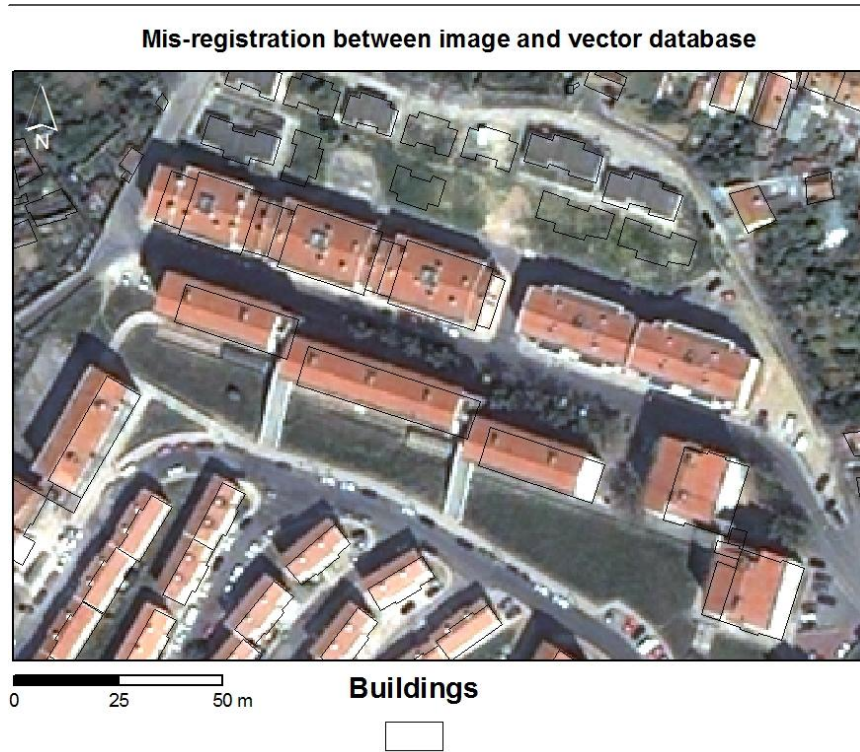 Mis-registration between image and vector database
N
0 25 50 m
Buildings